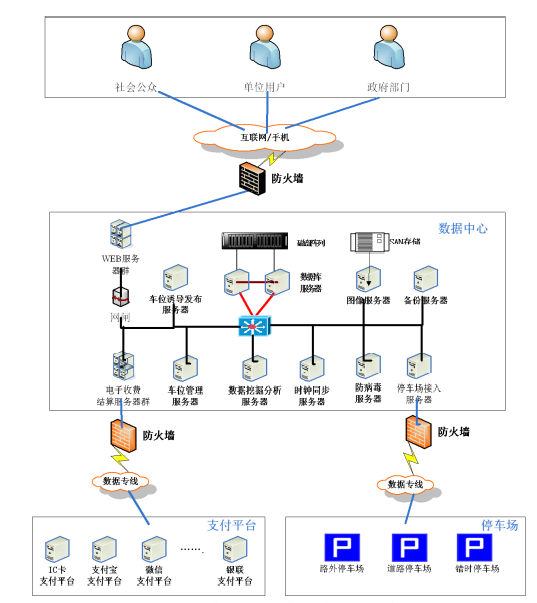 社会公众
单位用户
政府部门
互联网/手机
防火墙
数据中心
WEB服务
器群
磁盘阵列
SAN存储
网闸
车位诱导发布
服务器
数据库
服务器
图像服务器
备份服务器
电子收费
结算服务器群
车位管理
服务器
数据挖掘分析
服务器
时钟同步
服务器
防病毒
服务器
停车场接入
服务器
防火墙
防火墙
数据专线
数据专线
支付平台
停车场
IC卡
支付平台
支付宝
支付平台
微信
支付平台
……
银联
支付平台
P
P
P
路外停车场
道路停车场
错时停车场